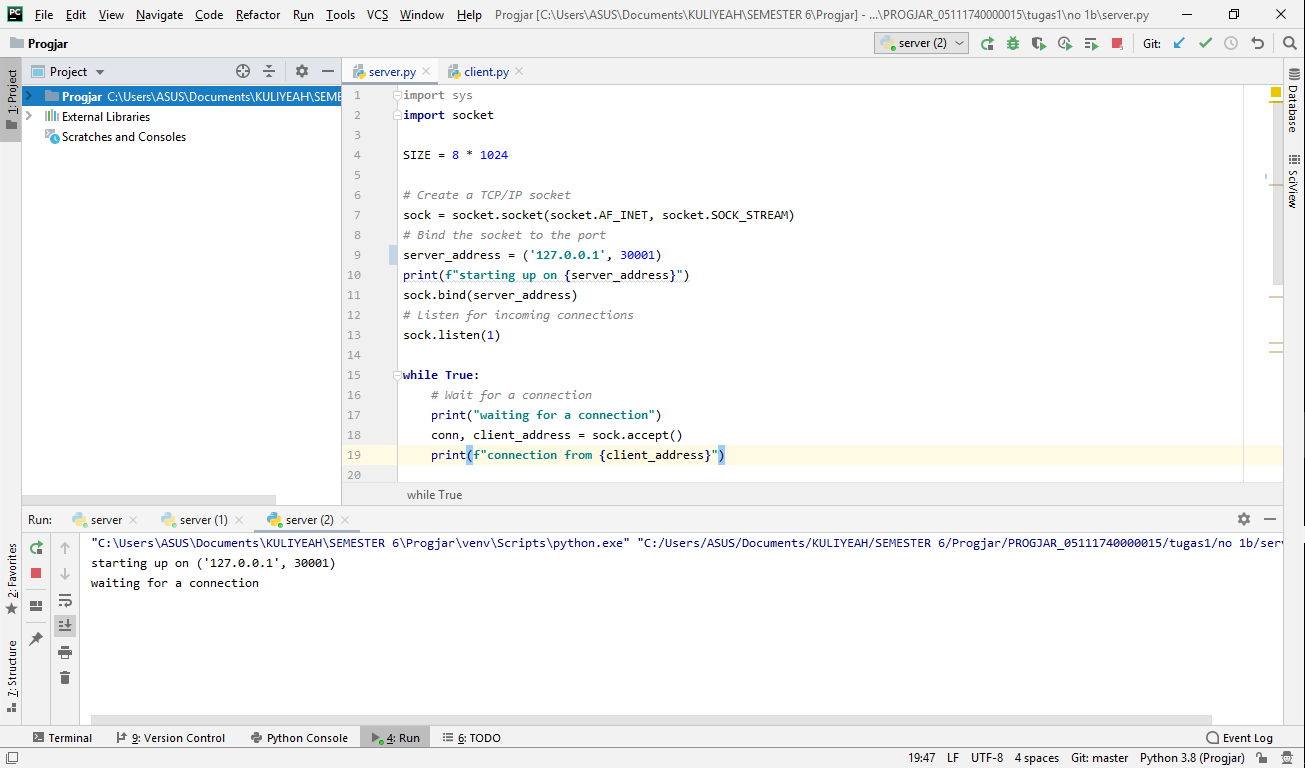 PC File Edit View Navigate Code Refactor Run Tools VCS Window Help Progjar [C:\Users\ASUS\Documents\KULIYEAH\SEMESTER 6\Progjar] - ...\PROGJAR_05111740000015\tugas1\no 1b\server.py
Progjar server (2) Git:
1: Project
Project
Progjar C:\Users\ASUS\Documents\KULIYEAH\SEME
External Libraries
Scratches and Consoles
server.py client.py
1 import sys
2 import socket
3
4 SIZE = 8 * 1024
5
6 # Create a TCP/IP socket
7 sock = socket.socket(socket.AF_INET, socket.SOCK_STREAM)
8 # Bind the socket to the port
9 server_address = ('127.0.0.1', 30001)
10 print(f"starting up on {server_address}")
11 sock.bind(server_address)
12 # Listen for incoming connections
13 sock.listen(1)
14
15 while True:
16 # Wait for a connection
17 print("waiting for a connection")
18 conn, client_address = sock.accept()
19 print(f"connection from {client_address}")
20
while True
Database
SciView
Run: server server (1) server (2)
"C:\Users\ASUS\Documents\KULIYEAH\SEMESTER 6\Progjar\venv\Scripts\python.exe" "C:/Users/ASUS/Documents/KULIYEAH/SEMESTER 6/Progjar/PROGJAR_05111740000015/tugas1/no 1b/serv
starting up on ('127.0.0.1', 30001)
waiting for a connection
2: Favorites
7: Structure
Terminal 9: Version Control Python Console 4: Run 6: TODO Event Log
19:47 LF UTF-8 4 spaces Git: master Python 3.8 (Progjar)